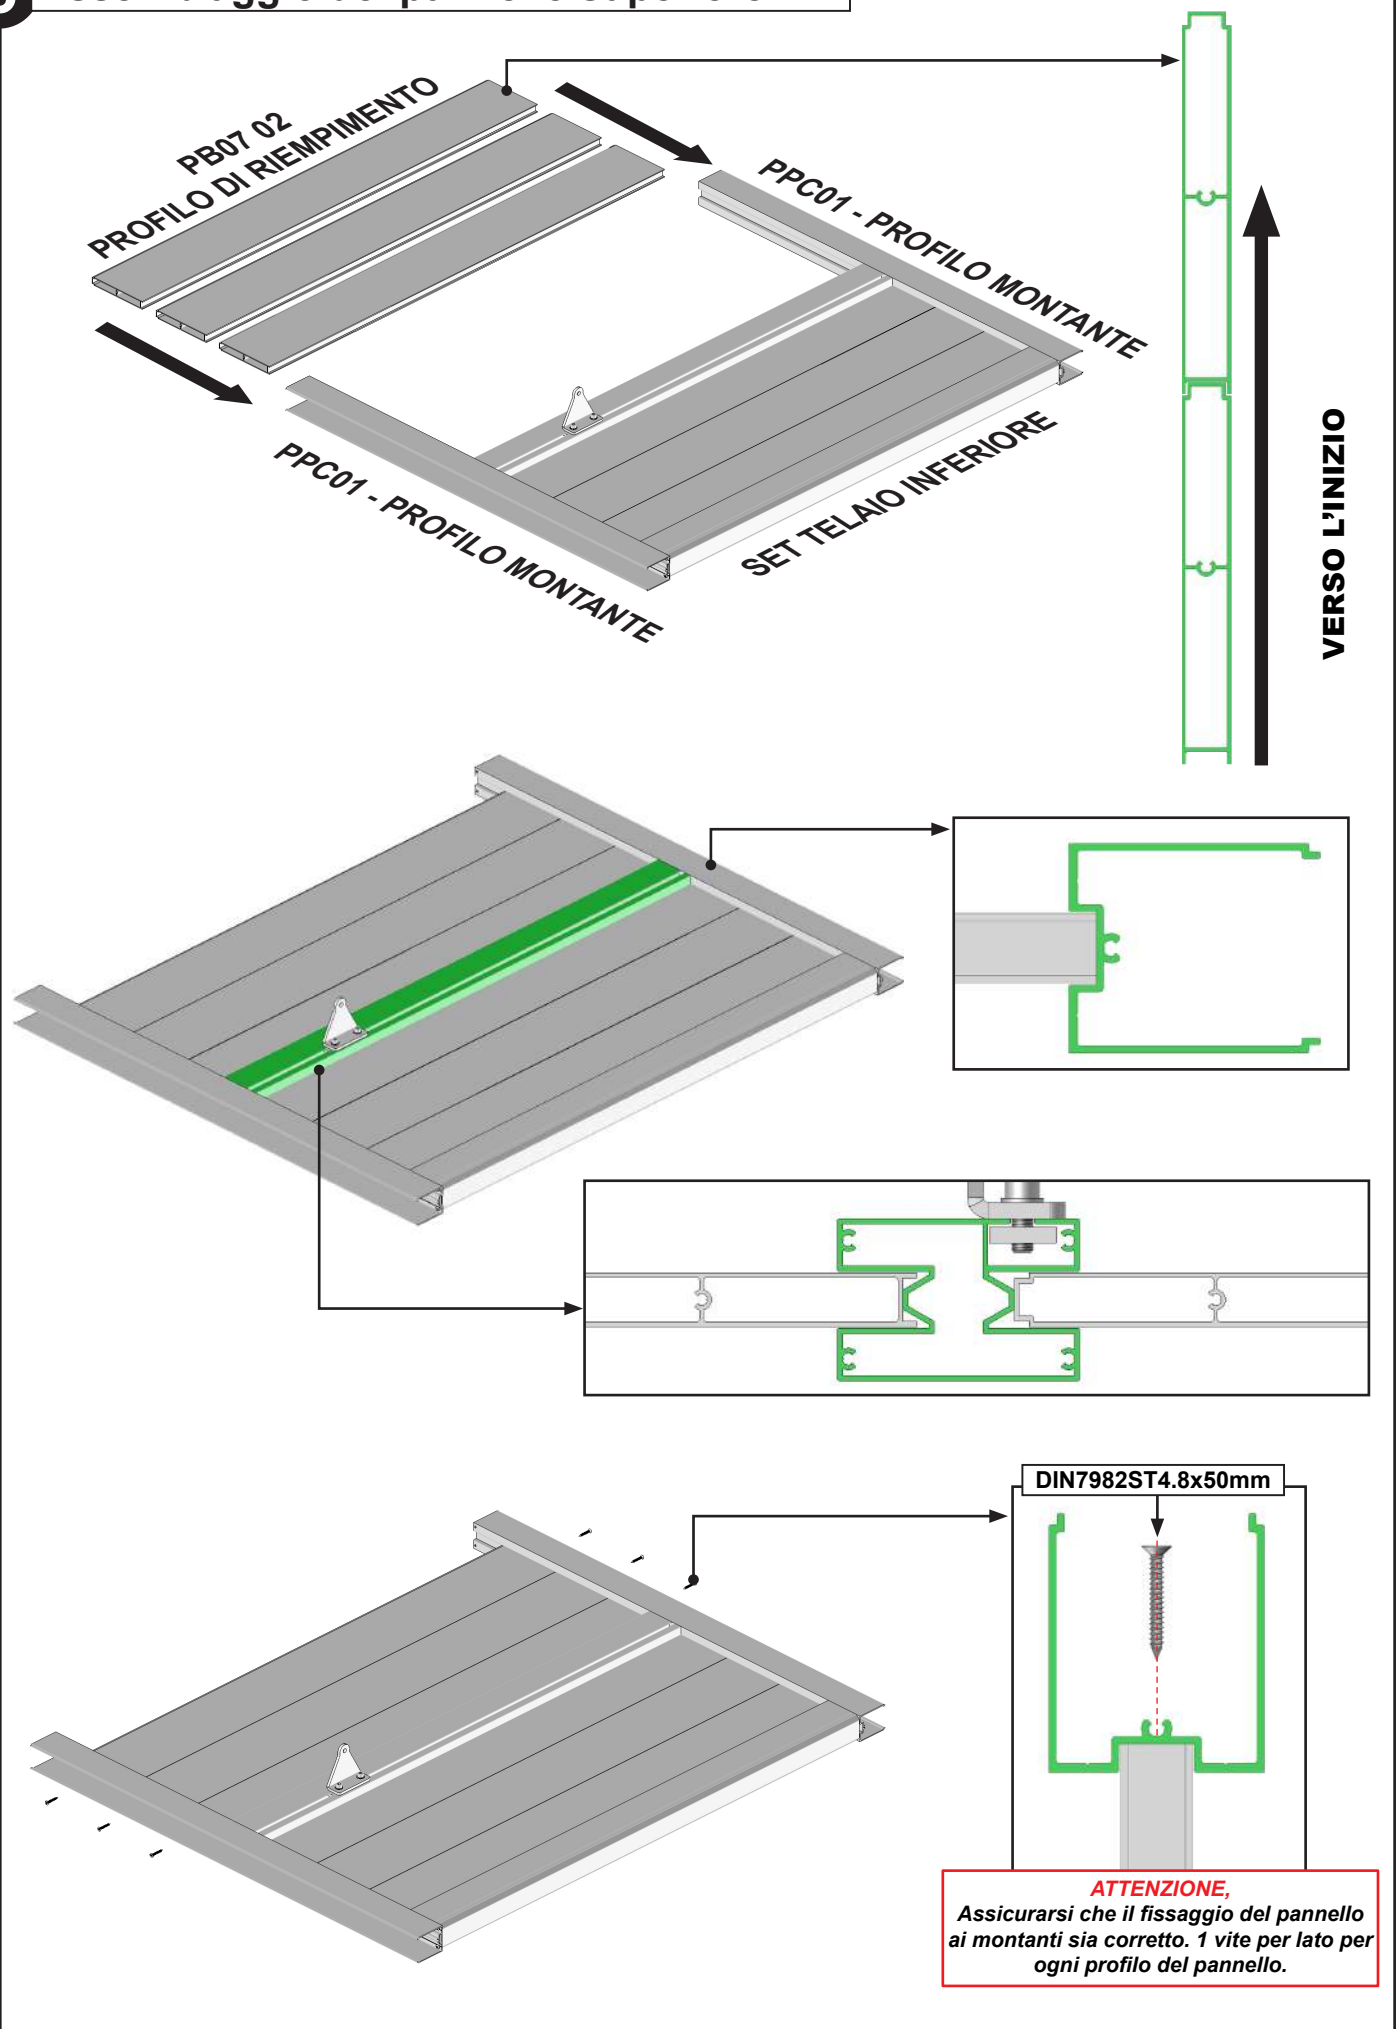 PB07 02
PROFILO DI RIEMPIMENTO
PPC01 - PROFILO MONTANTE
PPC01 - PROFILO MONTANTE
SET TELAIO INFERIORE
VERSO L'INIZIO
DIN7982ST4.8x50mm
ATTENZIONE,
Assicurarsi che il fissaggio del pannello
ai montanti sia corretto. 1 vite per lato per
ogni profilo del pannello.